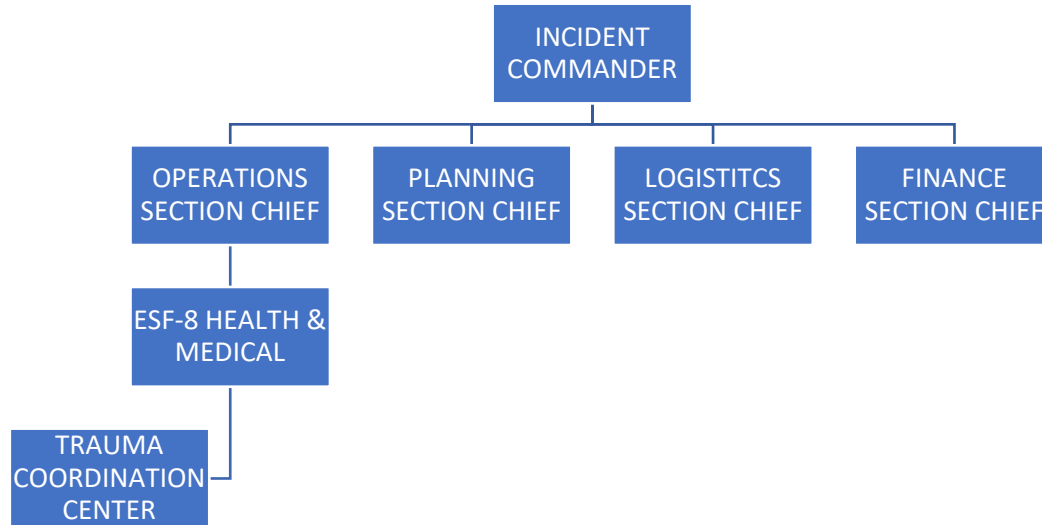 INCIDENT
COMMANDER
OPERATIONS
SECTION CHIEF
PLANNING
SECTION CHIEF
LOGISTITCS
SECTION CHIEF
FINANCE
SECTION CHIEF
ESF-8 HEALTH &
MEDICAL
TRAUMA
COORDINATION
CENTER